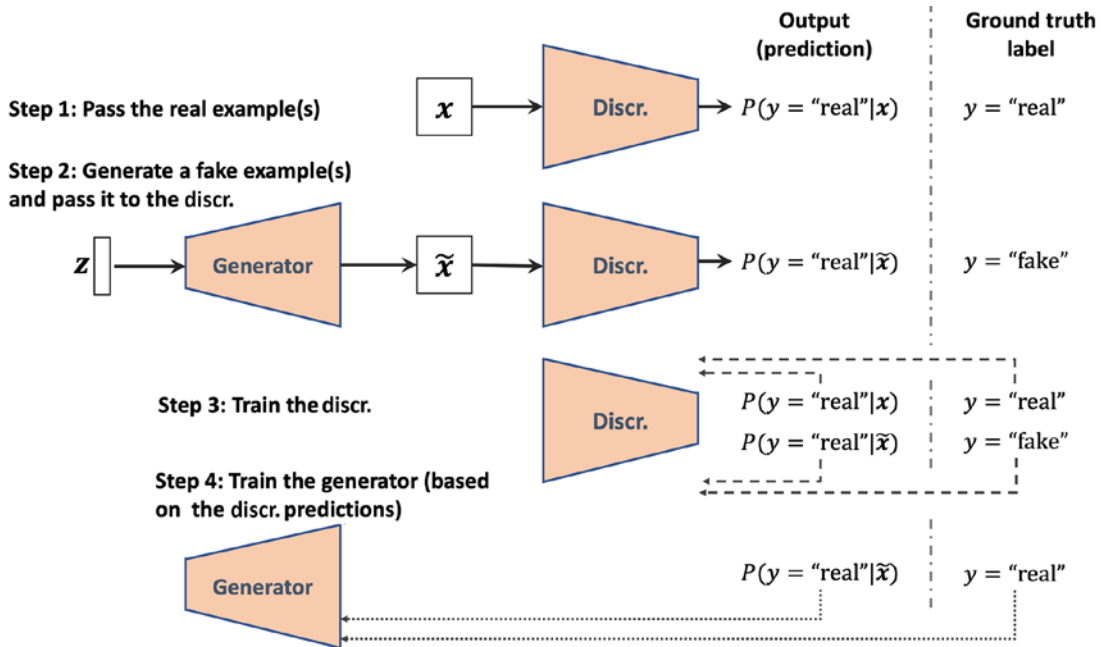 Output
(prediction)
Ground truth
label
Step 1: Pass the real example(s)
x
Discr.
P(y = “real”|x)
y = “real”
Step 2: Generate a fake example(s)
and pass it to the discr.
z
Generator
x̃
Discr.
P(y = “real”|x̃)
y = “fake”
Step 3: Train the discr.
Discr.
P(y = “real”|x)
y = “real”
P(y = “real”|x̃)
y = “fake”
Step 4: Train the generator (based
on the discr. predictions)
Generator
P(y = “real”|x̃)
y = “real”